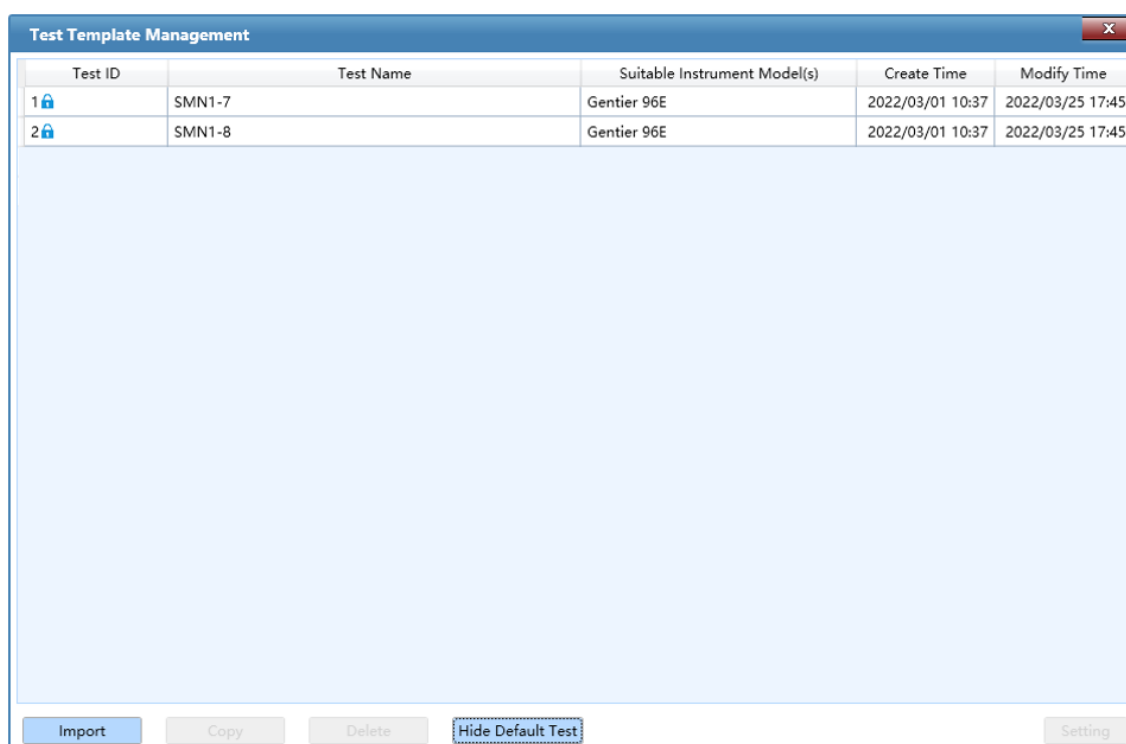 Test Template Management
x
Test ID Test Name Suitable Instrument Model(s) Create Time Modify Time
1 SMN1-7 Gentier 96E 2022/03/01 10:37 2022/03/25 17:45
2 SMN1-8 Gentier 96E 2022/03/01 10:37 2022/03/25 17:45
Import Copy Delete Hide Default Test Setting